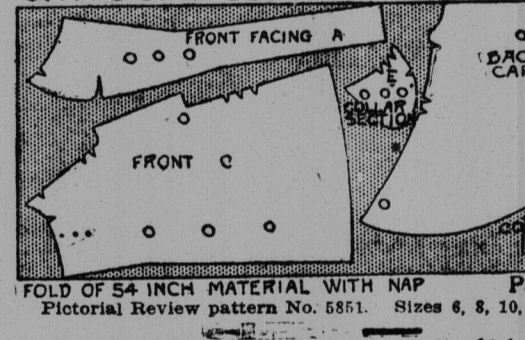 FRONT FACING A
BAC
CA
E
COLLAR
SECTION
FRONT C
CO
FOLD OF 54 INCH MATERIAL WITH NAP P
Pictorial Review pattern No. 5851. Sizes 6, 8, 10,